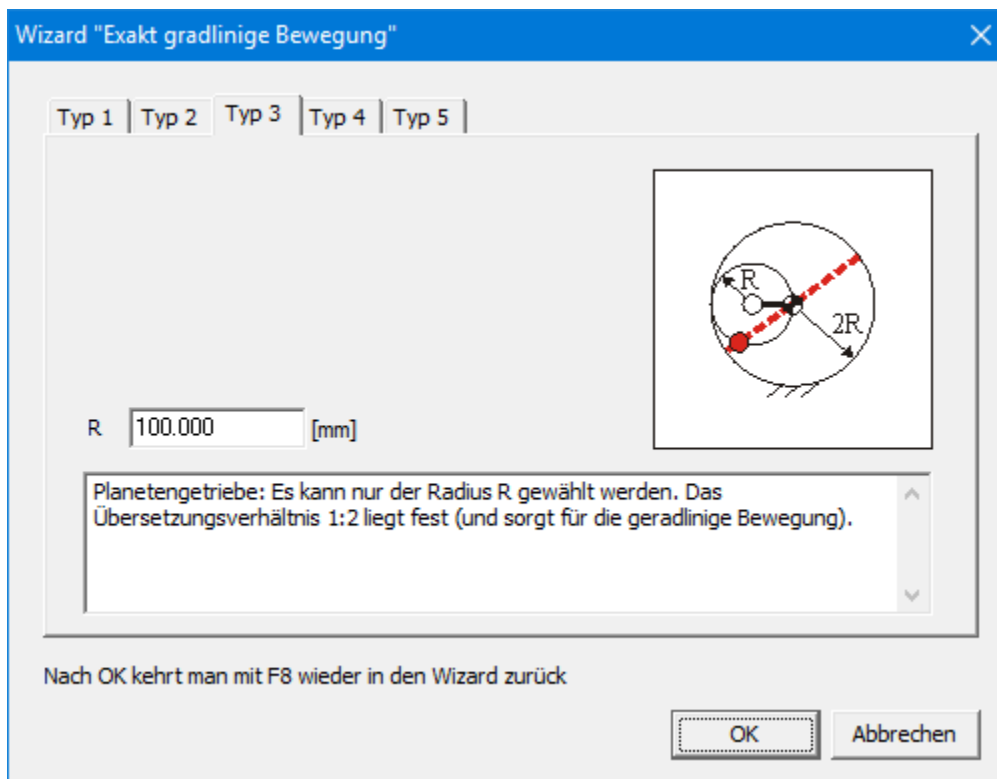 Wizard "Exakt gradlinige Bewegung"
Typ 1 Typ 2 Typ 3 Typ 4 Typ 5
R
2R
R 100.000 [mm]
Planetengetriebe: Es kann nur der Radius R gewählt werden. Das
Übersetzungsverhältnis 1:2 liegt fest (und sorgt für die geradlinige Bewegung).
Nach OK kehrt man mit F8 wieder in den Wizard zurück
OK Abbrechen